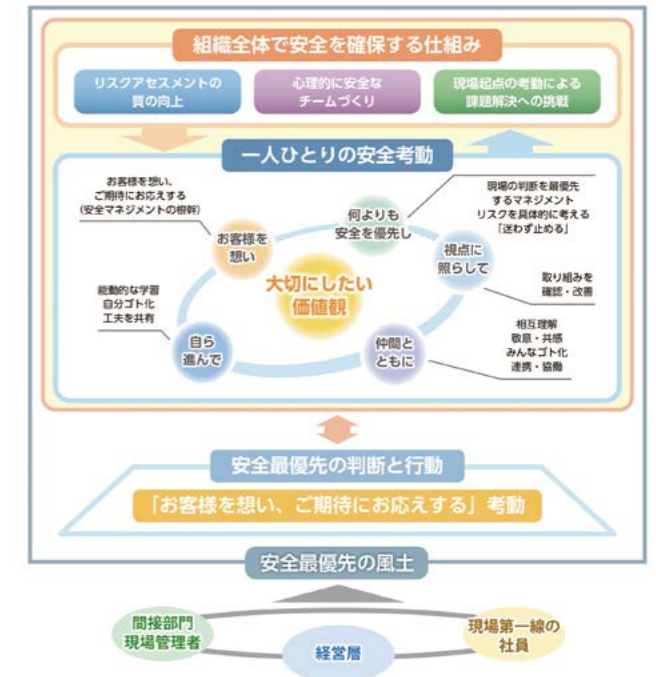 組織全体で安全を確保する仕組み
リスクアセスメントの
質の向上
心理的に安全な
チームづくり
現場起点の考動による
課題解決への挑戦
一人ひとりの安全考動
お客様を想い、
ご期待にお応えする
(安全マネジメントの根幹)
お客様を
想い
何よりも
安全を優先し
現場の判断を最優先
するマネジメント
リスクを具体的に考える
「迷わず止める」
視点に
照らして
取り組みを
確認・改善
大切にしたい
価値観
能動的な学習
自分ゴト化
工夫を共有
自ら
進んで
仲間と
ともに
相互理解
敬意・共感
みんなゴト化
連携・協働
安全最優先の判断と行動
「お客様を想い、ご期待にお応えする」考動
安全最優先の風土
間接部門
現場管理者
経営層
現場第一線の
社員